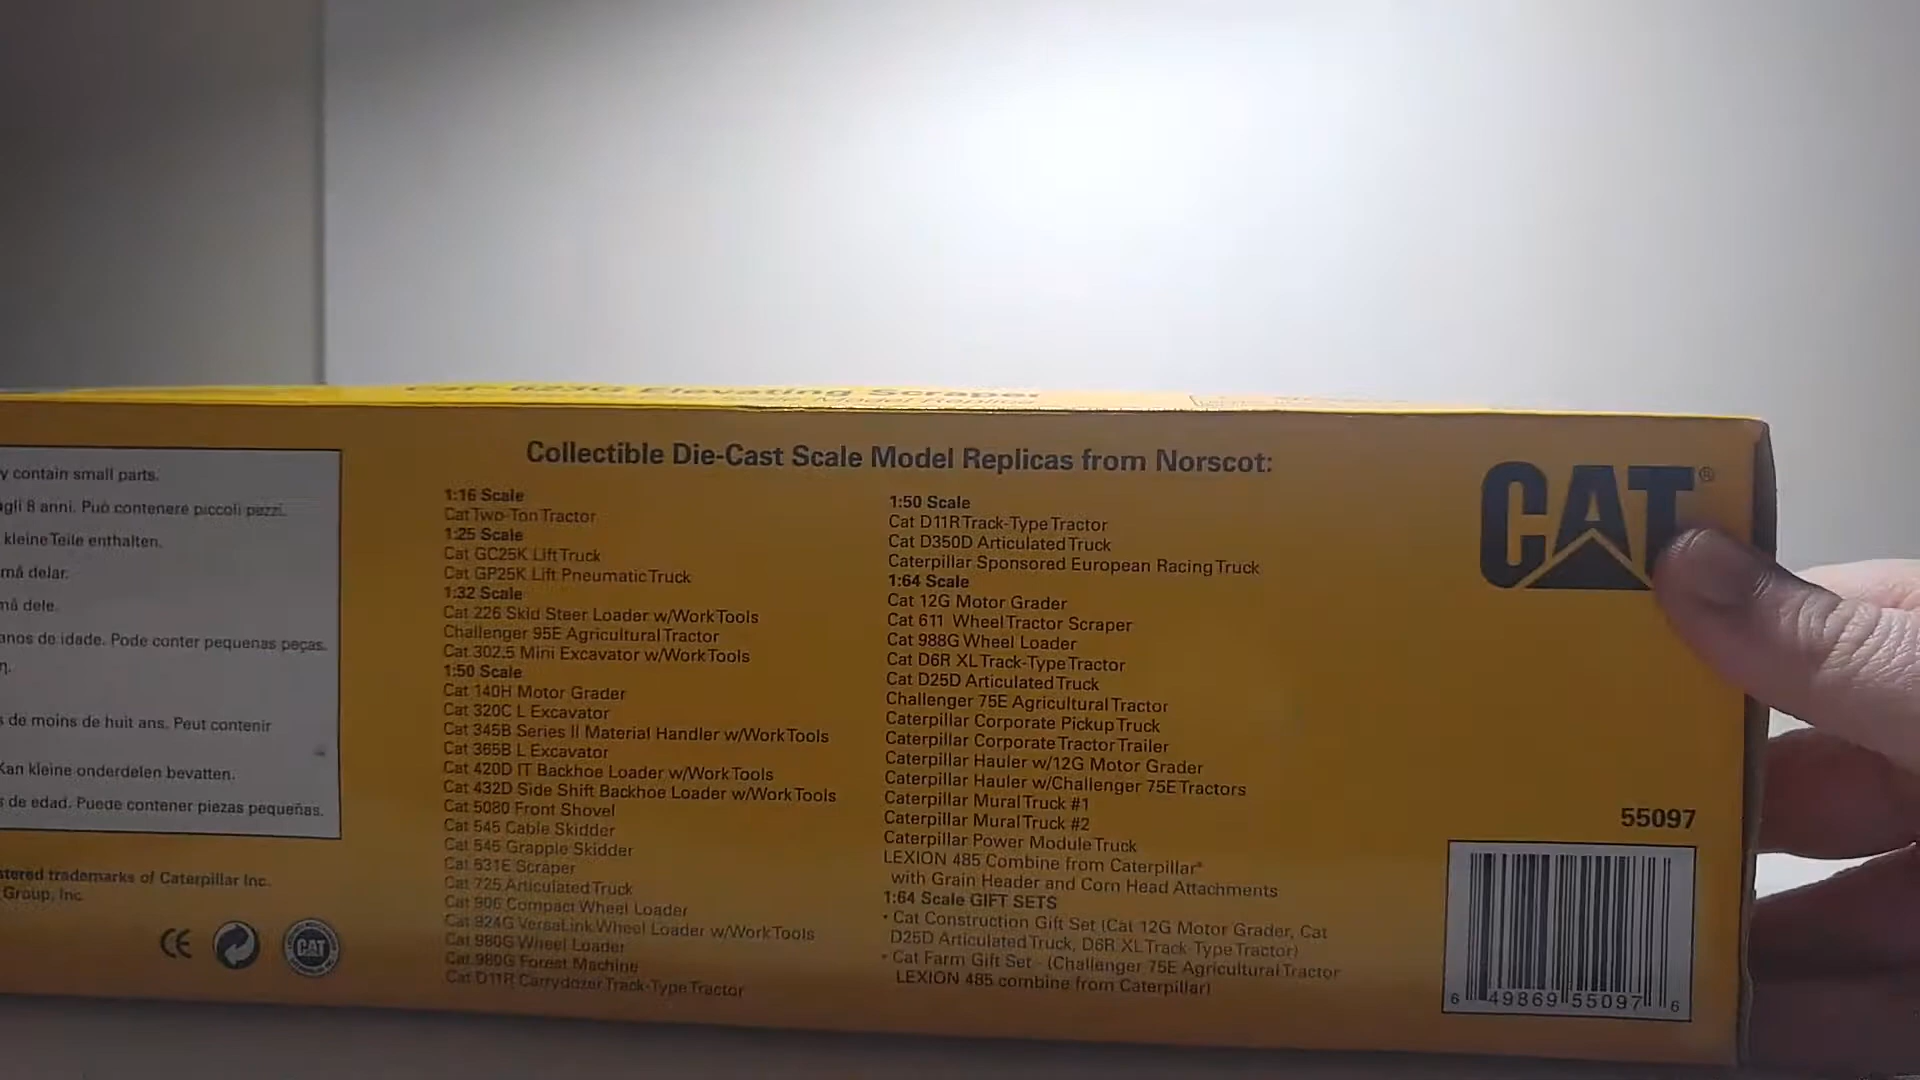 Cat 623G Elevating Scraper
y contain small parts.
agli 8 anni. Può contenere piccoli pezzi.
kleine Teile enthalten.
må delar.
må dele.
anos de idade. Pode conter pequenas peças.
n.
s de moins de huit ans. Peut contenir
Kan kleine onderdelen bevatten.
s de edad. Puede contener piezas pequeñas.
stered trademarks of Caterpillar Inc.
Group, Inc.
CE
CAT
Collectible Die-Cast Scale Model Replicas from Norscot:
1:16 Scale
Cat Two-Ton Tractor
1:25 Scale
Cat GC25K Lift Truck
Cat GP25K Lift Pneumatic Truck
1:32 Scale
Cat 226 Skid Steer Loader w/Work Tools
Challenger 95E Agricultural Tractor
Cat 302.5 Mini Excavator w/Work Tools
1:50 Scale
Cat 140H Motor Grader
Cat 320C L Excavator
Cat 345B Series II Material Handler w/Work Tools
Cat 365B L Excavator
Cat 420D IT Backhoe Loader w/Work Tools
Cat 432D Side Shift Backhoe Loader w/Work Tools
Cat 5080 Front Shovel
Cat 545 Cable Skidder
Cat 545 Grapple Skidder
Cat 631E Scraper
Cat 725 Articulated Truck
Cat 906 Compact Wheel Loader
Cat 924G VersaLink Wheel Loader w/Work Tools
Cat 980G Wheel Loader
Cat 980G Forest Machine
Cat D11R Carrydozer Track-Type Tractor
1:50 Scale
Cat D11R Track-Type Tractor
Cat D350D Articulated Truck
Caterpillar Sponsored European Racing Truck
1:64 Scale
Cat 12G Motor Grader
Cat 611 Wheel Tractor Scraper
Cat 988G Wheel Loader
Cat D6R XL Track-Type Tractor
Cat D25D Articulated Truck
Challenger 75E Agricultural Tractor
Caterpillar Corporate Pickup Truck
Caterpillar Corporate Tractor Trailer
Caterpillar Hauler w/12G Motor Grader
Caterpillar Hauler w/Challenger 75E Tractors
Caterpillar Mural Truck #1
Caterpillar Mural Truck #2
Caterpillar Power Module Truck
LEXION 485 Combine from Caterpillar®
with Grain Header and Corn Head Attachments
1:64 Scale GIFT SETS
• Cat Construction Gift Set (Cat 12G Motor Grader, Cat
D25D Articulated Truck, D6R XL Track-Type Tractor)
• Cat Farm Gift Set - (Challenger 75E Agricultural Tractor
LEXION 485 combine from Caterpillar)
CAT®
55097
6 49869 55097 6